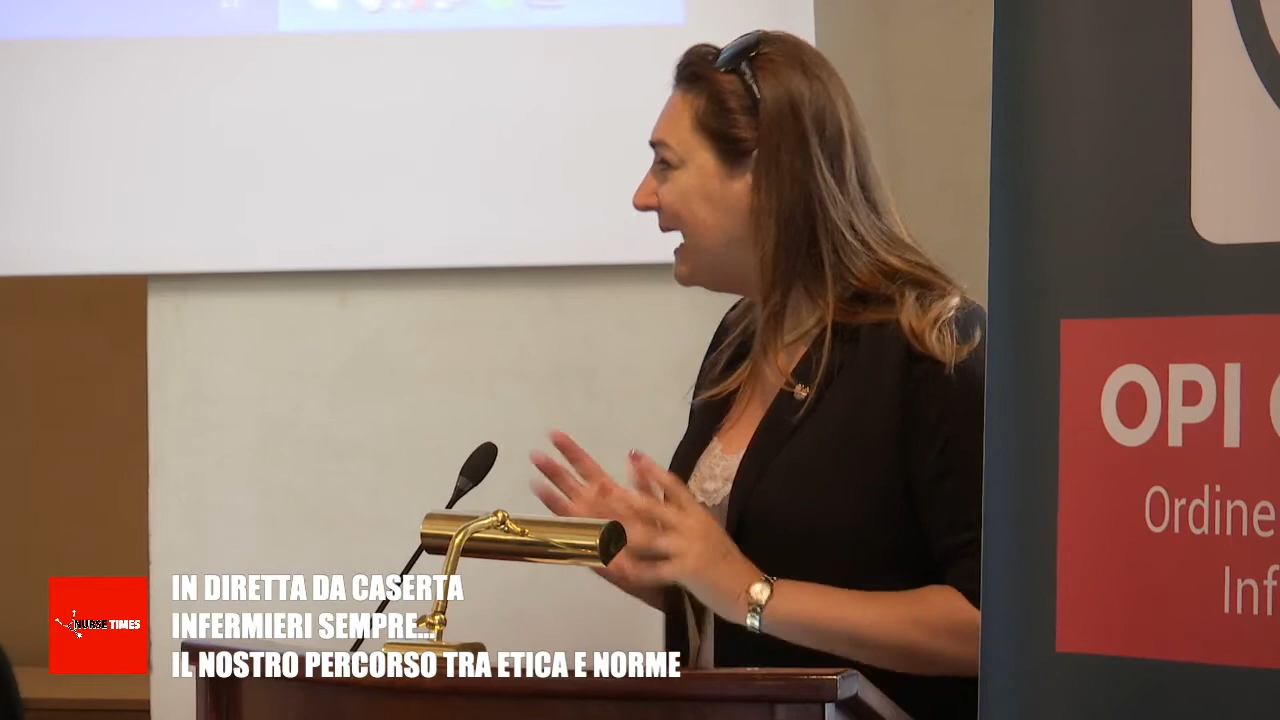 OPI
Ordine
Inf
NURSE TIMES
IN DIRETTA DA CASERTA
INFERMIERI SEMPRE...
IL NOSTRO PERCORSO TRA ETICA E NORME